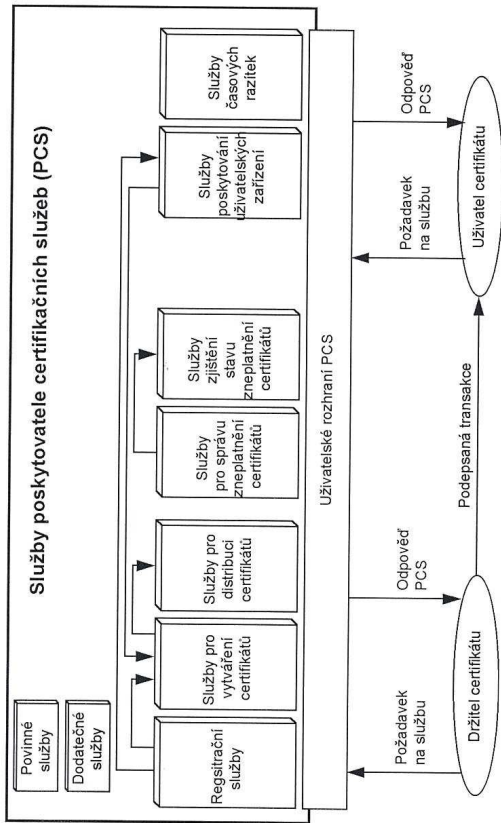 Služby poskytovatele certifikačních služeb (PCS)
Povinné
služby
Dodatečné
služby
Regsitrační
služby
Služby pro
vytváření
certifikátů
Služby pro
distribuci
certifikátů
Služby
pro správu
zneplatnění
certifikátů
Služby
zjištění
stavu
zneplatnění
certifikátů
Služby
poskytování
uživatelských
zařízení
Služby
časových
razítek
Uživatelské rozhraní PCS
Požadavek
na službu
Odpověď
PCS
Požadavek
na službu
Odpověď
PCS
Držitel certifikátu
Podepsaná transakce
Uživatel certifikátu